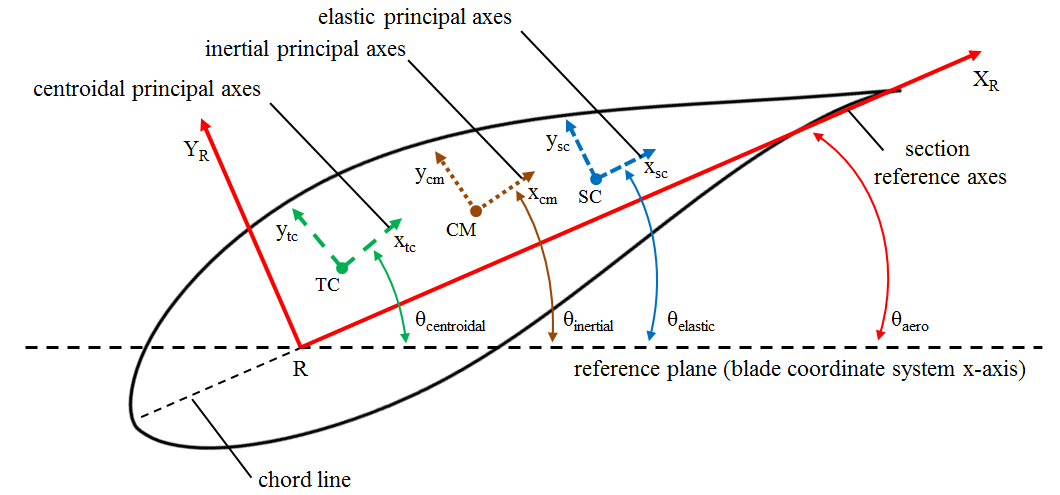 elastic principal axes
inertial principal axes
centroidal principal axes
X_R
Y_R
y_sc
x_sc
section
reference axes
y_cm
x_cm
SC
CM
y_tc
x_tc
TC
θ_centroidal
θ_inertial
θ_elastic
θ_aero
R
reference plane (blade coordinate system x-axis)
chord line